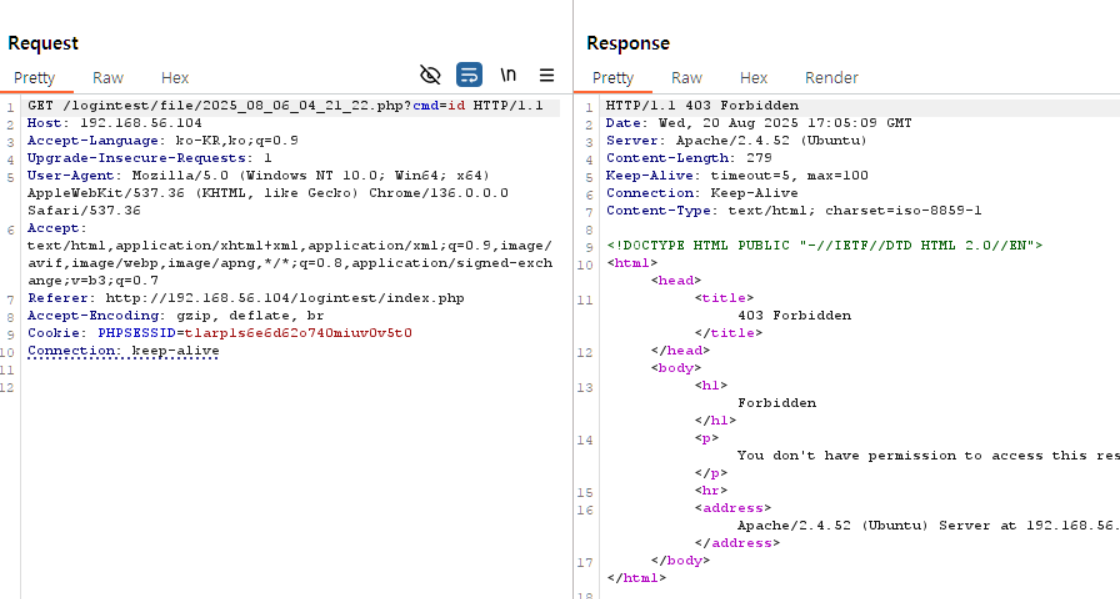 Request
Pretty Raw Hex \n
1 GET /logintest/file/2025_08_06_04_21_22.php?cmd=id HTTP/1.1
2 Host: 192.168.56.104
3 Accept-Language: ko-KR,ko;q=0.9
4 Upgrade-Insecure-Requests: 1
5 User-Agent: Mozilla/5.0 (Windows NT 10.0; Win64; x64)
AppleWebKit/537.36 (KHTML, like Gecko) Chrome/136.0.0.0
Safari/537.36
6 Accept:
text/html,application/xhtml+xml,application/xml;q=0.9,image/
avif,image/webp,image/apng,*/*;q=0.8,application/signed-exch
ange;v=b3;q=0.7
7 Referer: http://192.168.56.104/logintest/index.php
8 Accept-Encoding: gzip, deflate, br
9 Cookie: PHPSESSID=tlarpls6e6d62o740miuv0v5t0
10 Connection: keep-alive
11
12
Response
Pretty Raw Hex Render
1 HTTP/1.1 403 Forbidden
2 Date: Wed, 20 Aug 2025 17:05:09 GMT
3 Server: Apache/2.4.52 (Ubuntu)
4 Content-Length: 279
5 Keep-Alive: timeout=5, max=100
6 Connection: Keep-Alive
7 Content-Type: text/html; charset=iso-8859-1
8
9 <!DOCTYPE HTML PUBLIC "-//IETF//DTD HTML 2.0//EN">
10 <html>
<head>
11 <title>
403 Forbidden
</title>
12 </head>
<body>
13 <h1>
Forbidden
</h1>
14 <p>
You don't have permission to access this res
</p>
15 <hr>
16 <address>
Apache/2.4.52 (Ubuntu) Server at 192.168.56.
</address>
17 </body>
</html>
18